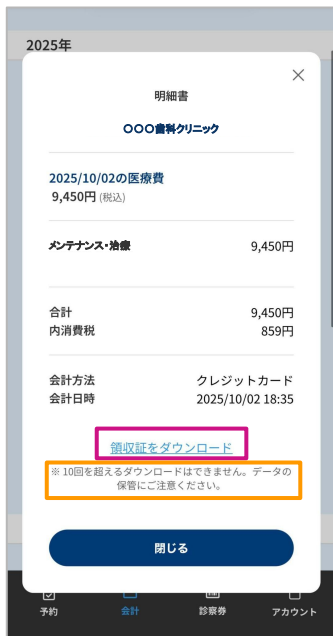 2025年
明細書
○○○歯科クリニック
2025/10/02の医療費
9,450円 (税込)
メンテナンス・治療 9,450円
合計 9,450円
内消費税 859円
会計方法 クレジットカード
会計日時 2025/10/02 18:35
領収証をダウンロード
※ 10回を超えるダウンロードはできません。データの
保管にご注意ください。
閉じる
予約 会計 診察券 アカウント